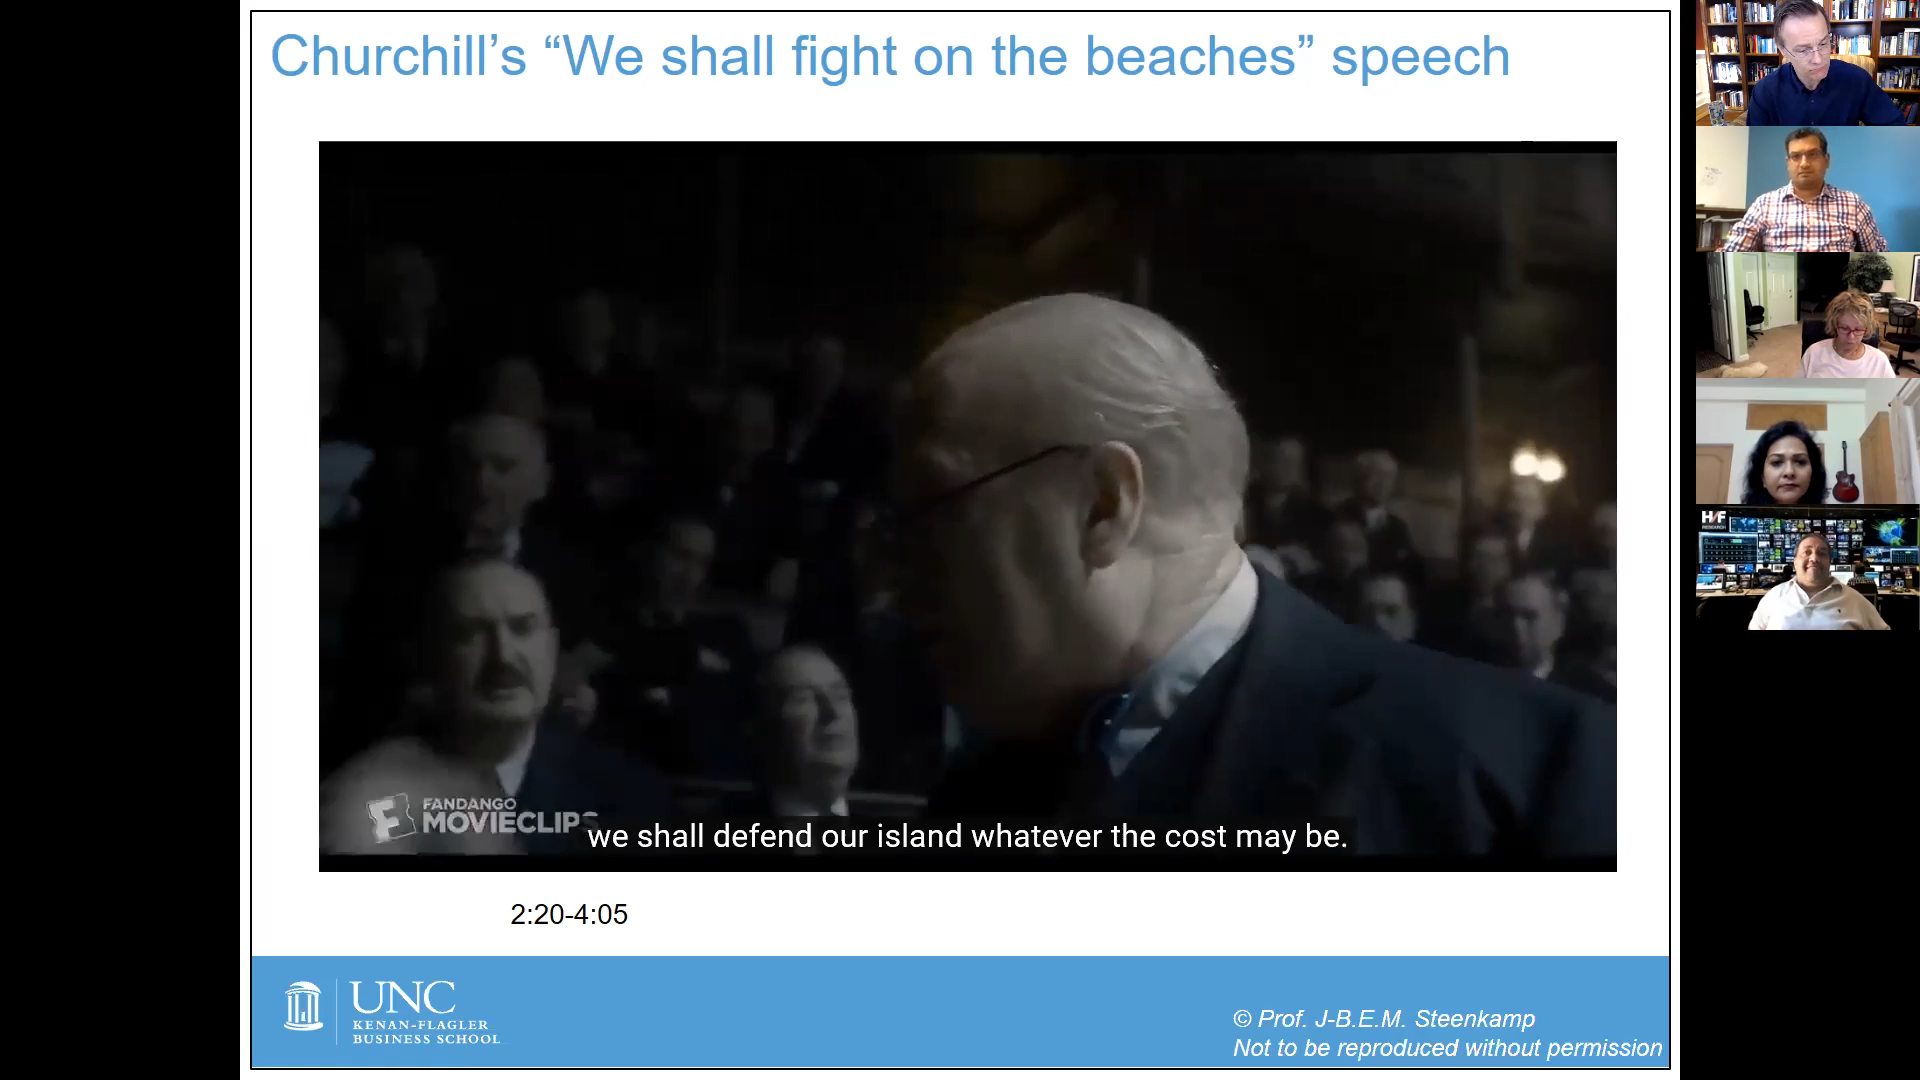 Churchill’s “We shall fight on the beaches” speech
FANDANGO
MOVIECLIPS
we shall defend our island whatever the cost may be.
2:20-4:05
UNC
KENAN-FLAGLER
BUSINESS SCHOOL
© Prof. J-B.E.M. Steenkamp
Not to be reproduced without permission
RESEARCH